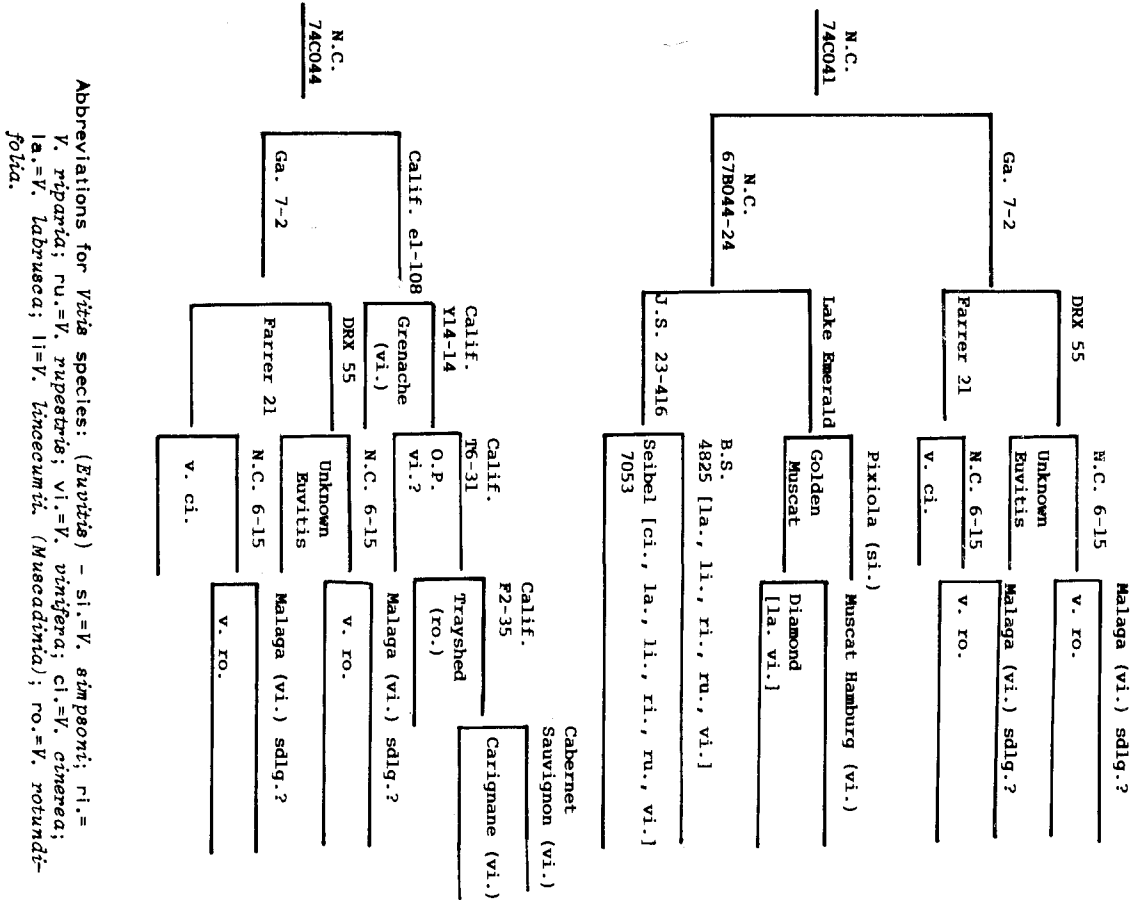 N.C.
74C041
Ga. 7-2
N.C.
67B044-24
DRX 55
Farrer 21
Lake Emerald
J.S. 23-416
N.C. 6-15
Unknown
Euvitis
N.C. 6-15
v. ci.
Pixiola (si.)
Golden
Muscat
B.S.
4825 [la., li., ri., ru., vi.]
Seibel [ci., la., li., ri., ru., vi.]
7053
Malaga (vi.) sdlg.?
v. ro.
Malaga (vi.) sdlg.?
v. ro.
Muscat Hamburg (vi.)
Diamond
[la. vi.]
N.C.
74C044
Calif. e1-108
Ga. 7-2
Calif.
Y14-14
Grenache
(vi.)
DRX 55
Farrer 21
Calif.
T6-31
O.P.
vi.?
N.C. 6-15
Unknown
Euvitis
N.C. 6-15
v. ci.
Calif.
F2-35
Trayshed
(ro.)
Malaga (vi.) sdlg.?
v. ro.
Malaga (vi.) sdlg.?
v. ro.
Cabernet
Sauvignon (vi.)
Carignane (vi.)
Abbreviations for Vitis species: (Euvitis) - si.=V. simpsoni; ri.=
V. riparia; ru.=V. rupestris; vi.=V. vinifera; ci.=V. cinerea;
la.=V. labrusca; li=V. lincecumii. (Muscadinia); ro.=V. rotundi-
folia.